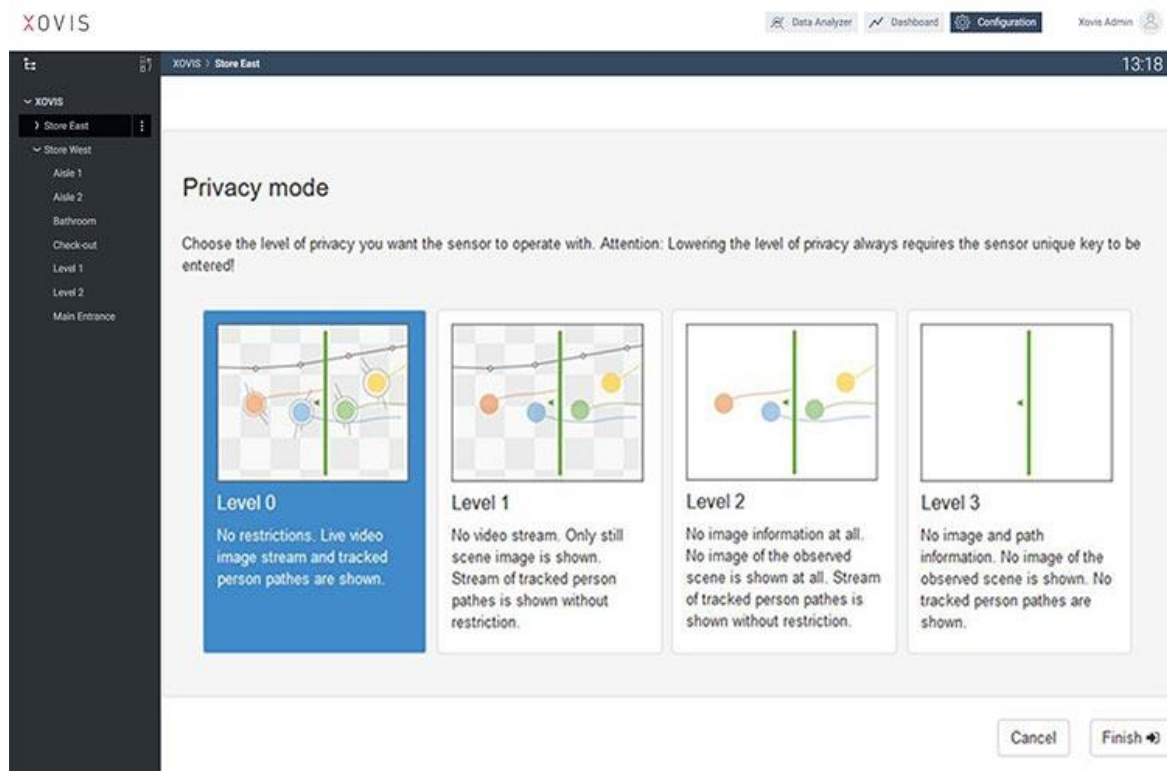 XOVIS
Data Analyzer
Dashboard
Configuration
Xovis Admin
XOVIS > Store East
13:18
XOVIS
Store East
Store West
Aisle 1
Aisle 2
Bathroom
Check-out
Level 1
Level 2
Main Entrance
Privacy mode
Choose the level of privacy you want the sensor to operate with. Attention: Lowering the level of privacy always requires the sensor unique key to be
entered!
Level 0
No restrictions. Live video
image stream and tracked
person pathes are shown.
Level 1
No video stream. Only still
scene image is shown.
Stream of tracked person
pathes is shown without
restriction.
Level 2
No image information at all.
No image of the observed
scene is shown at all. Stream
of tracked person pathes is
shown without restriction.
Level 3
No image and path
information. No image of the
observed scene is shown. No
tracked person pathes are
shown.
Cancel
Finish